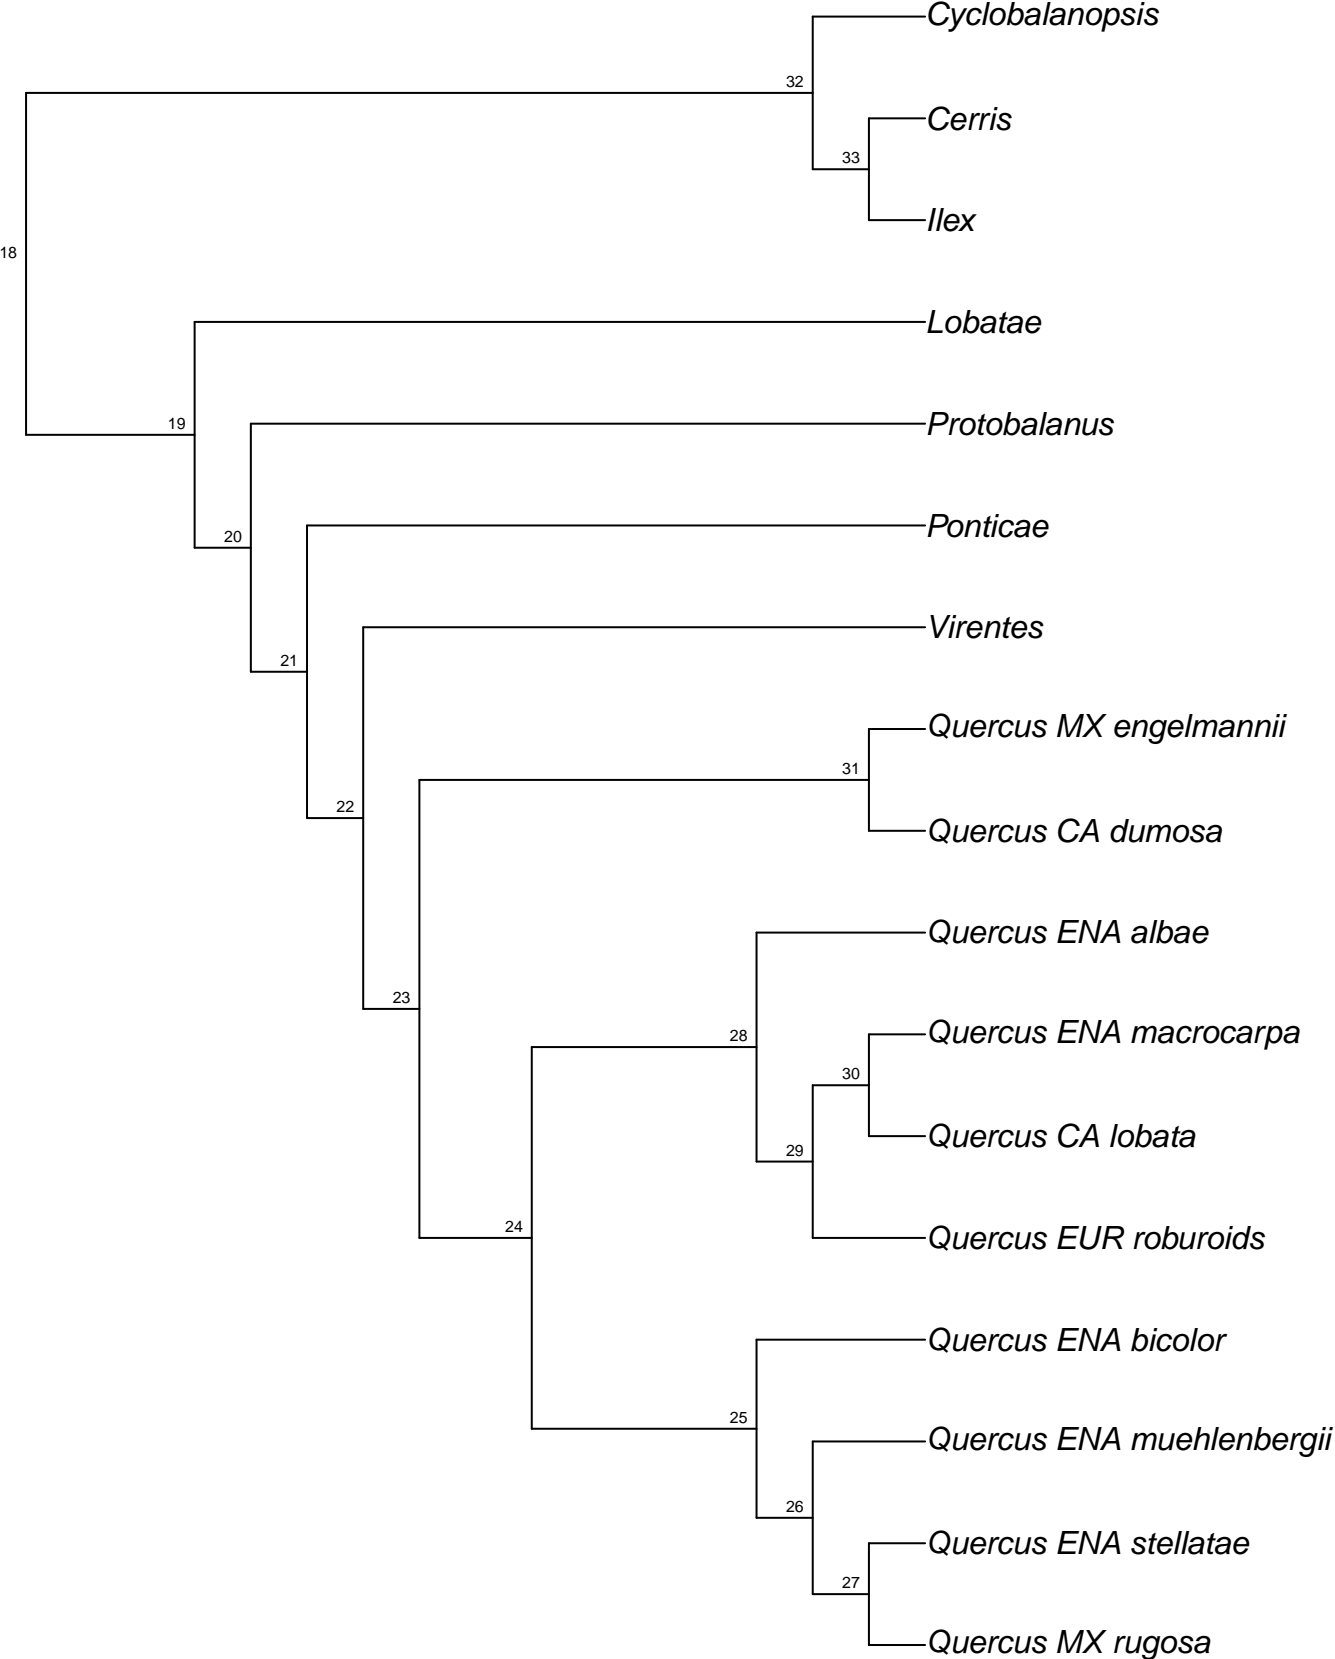 Cyclobalanopsis
32
Cerris
33
Ilex
18
Lobatae
19
Protobalanus
20
Ponticae
21
Virentes
Quercus MX engelmannii
31
22
Quercus CA dumosa
Quercus ENA albae
23
28
Quercus ENA macrocarpa
30
Quercus CA lobata
29
24
Quercus EUR roburoids
Quercus ENA bicolor
25
Quercus ENA muehlenbergii
26
Quercus ENA stellatae
27
Quercus MX rugosa